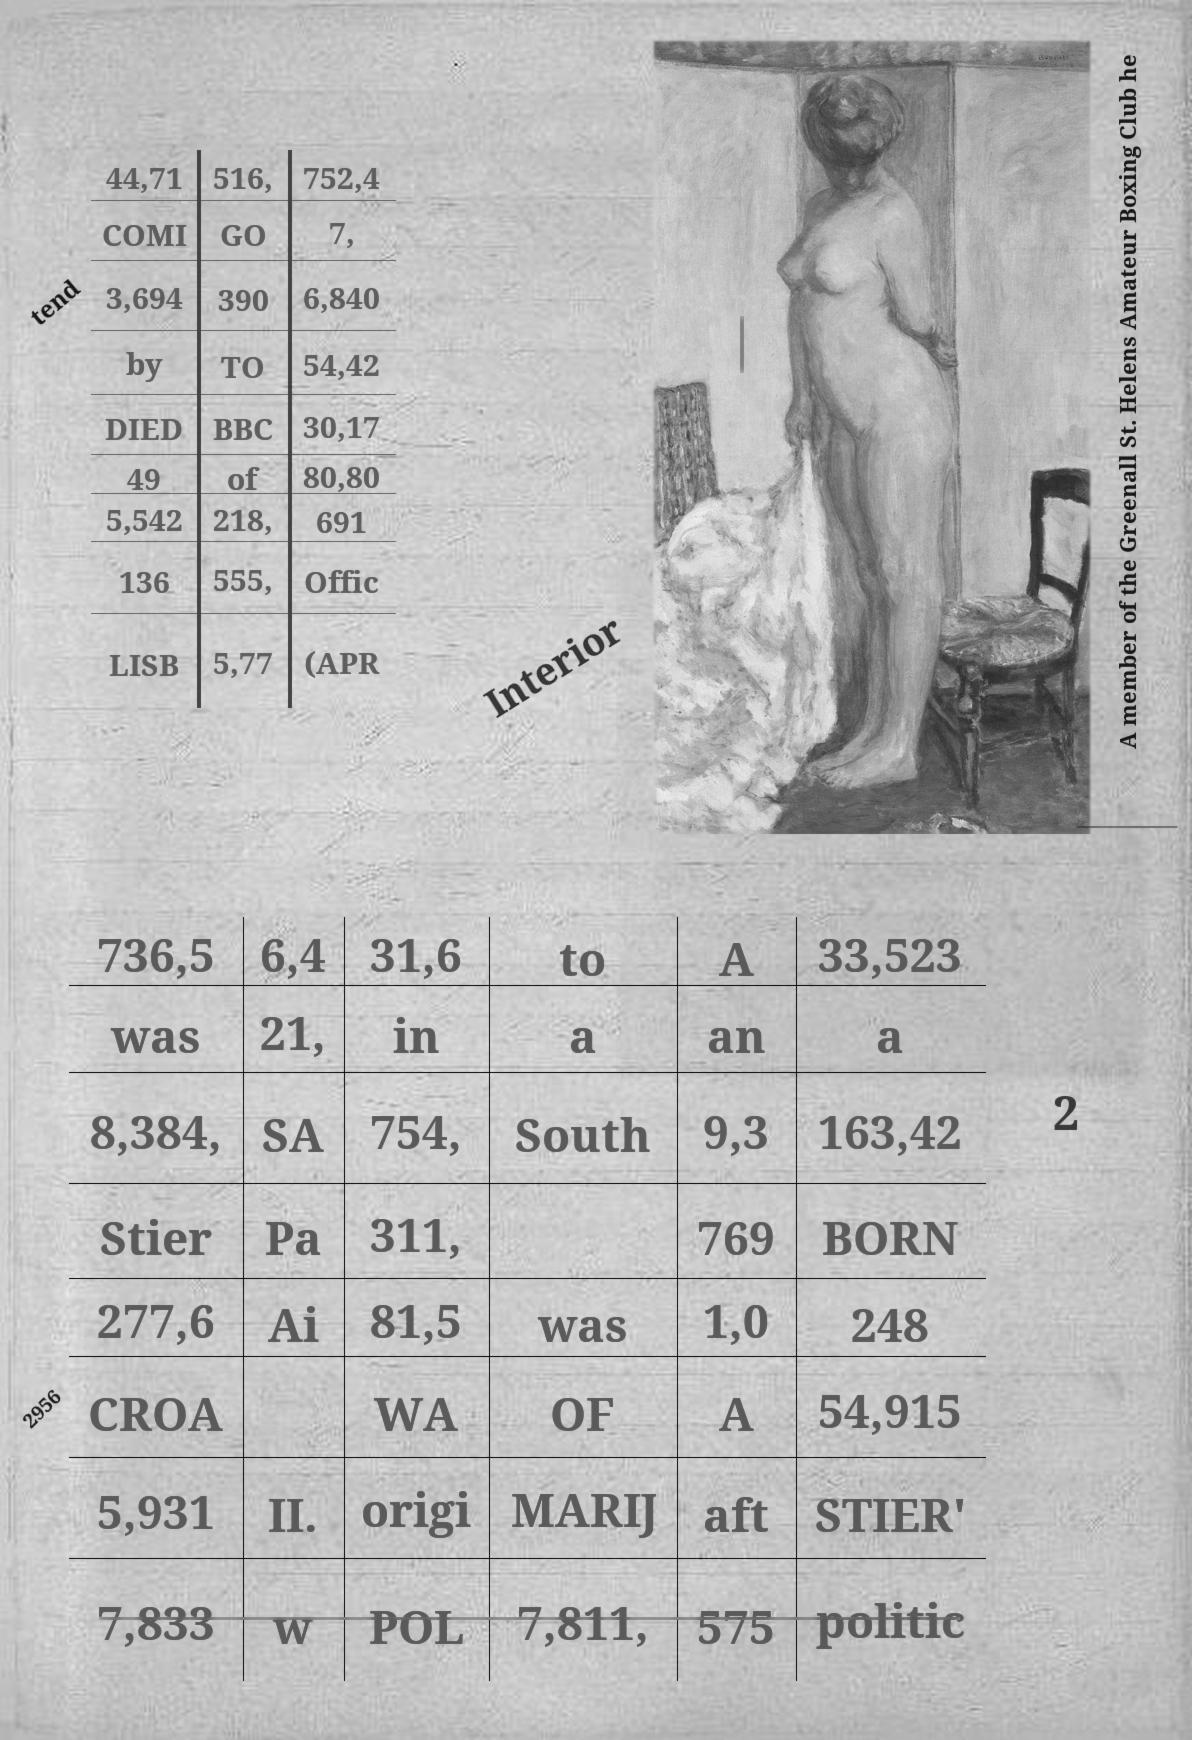 44,71 516, 752,4
COMI GO 7,
3,694 390 6,840
by TO 54,42
DIED BBC 30,17
49 of 80,80
5,542 218, 691
136 555, Offic
LISB 5,77 (APR
tend
Interior
A member of the Greenall St. Helens Amateur Boxing Club he
736,5 6,4 31,6 to A 33,523
was 21, in a an a
8,384, SA 754, South 9,3 163,42
Stier Pa 311, 769 BORN
277,6 Ai 81,5 was 1,0 248
CROA WA OF A 54,915
5,931 II. origi MARIJ aft STIER'
7,833 w POL 7,811, 575 politic
2
2956